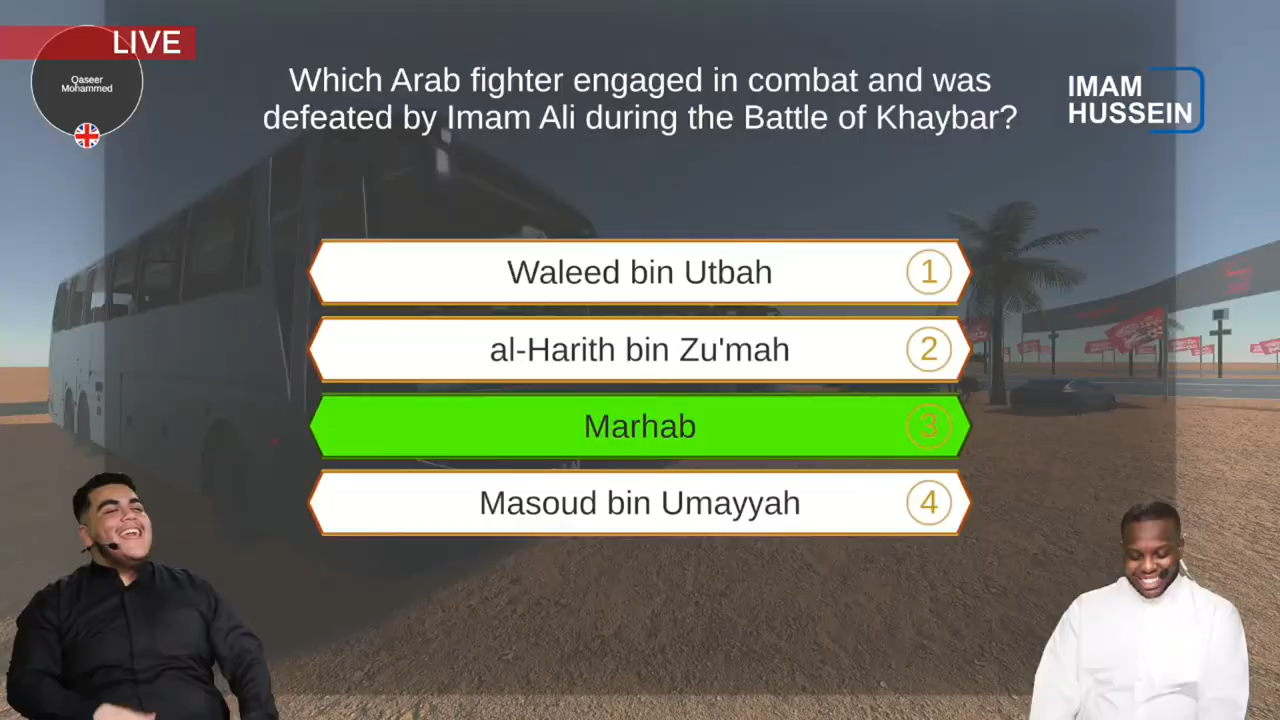 LIVE
Qaseer
Mohammed
Which Arab fighter engaged in combat and was
defeated by Imam Ali during the Battle of Khaybar?
IMAM
HUSSEIN
Waleed bin Utbah 1
al-Harith bin Zu'mah 2
Marhab 3
Masoud bin Umayyah 4